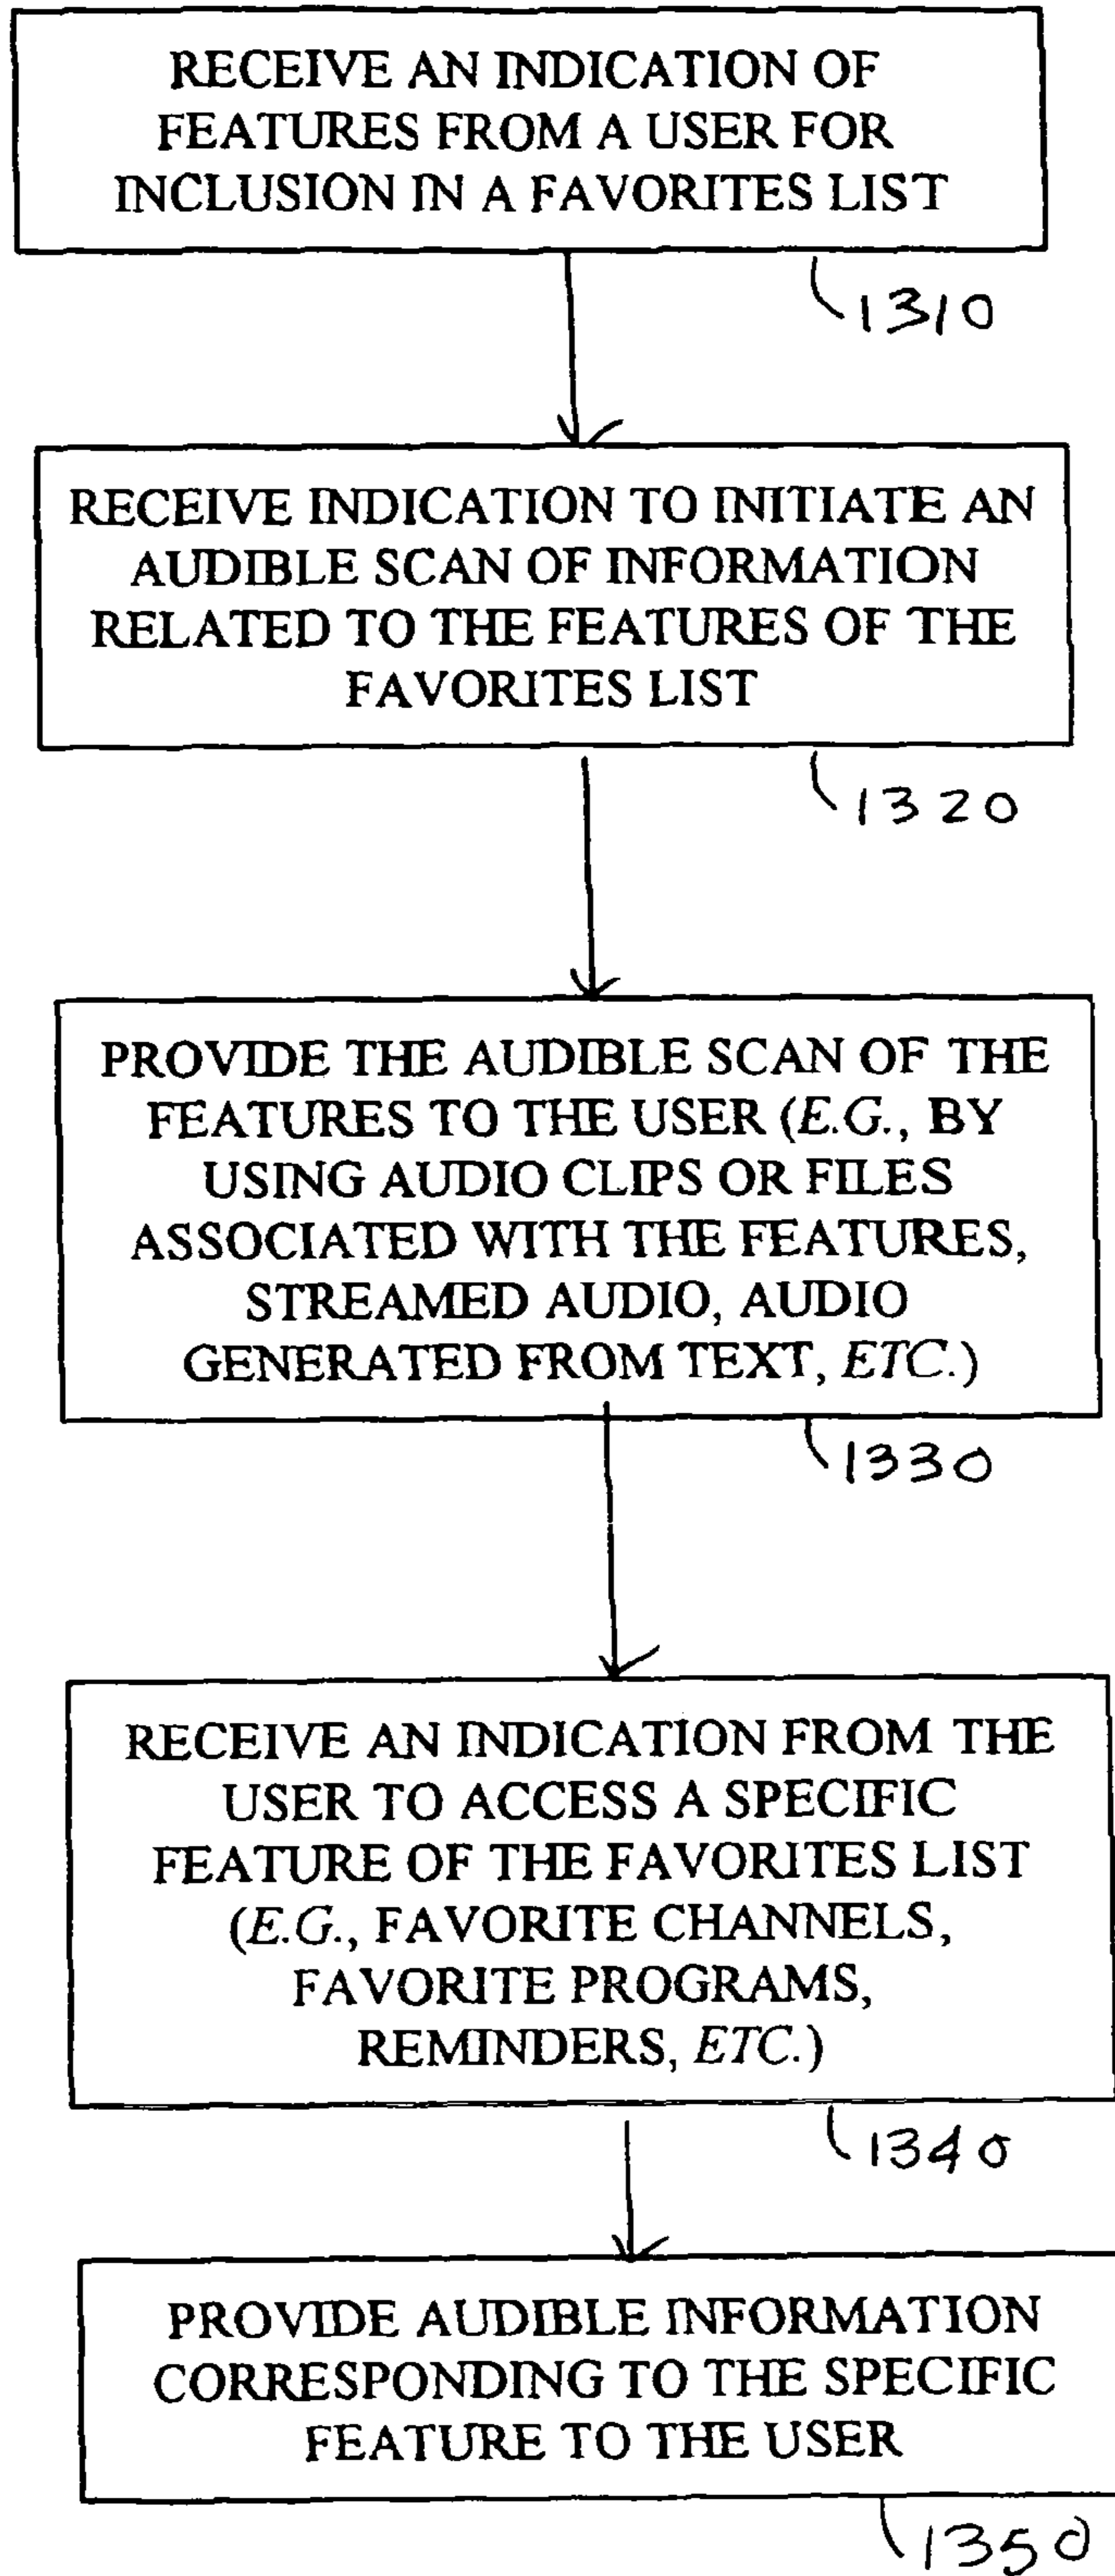 RECEIVE AN INDICATION OF
FEATURES FROM A USER FOR
INCLUSION IN A FAVORITES LIST
1310
RECEIVE INDICATION TO INITIATE AN
AUDIBLE SCAN OF INFORMATION
RELATED TO THE FEATURES OF THE
FAVORITES LIST
1320
PROVIDE THE AUDIBLE SCAN OF THE
FEATURES TO THE USER (E.G., BY
USING AUDIO CLIPS OR FILES
ASSOCIATED WITH THE FEATURES,
STREAMED AUDIO, AUDIO
GENERATED FROM TEXT, ETC.)
1330
RECEIVE AN INDICATION FROM THE
USER TO ACCESS A SPECIFIC
FEATURE OF THE FAVORITES LIST
(E.G., FAVORITE CHANNELS,
FAVORITE PROGRAMS,
REMINDERS, ETC.)
1340
PROVIDE AUDIBLE INFORMATION
CORRESPONDING TO THE SPECIFIC
FEATURE TO THE USER
1350